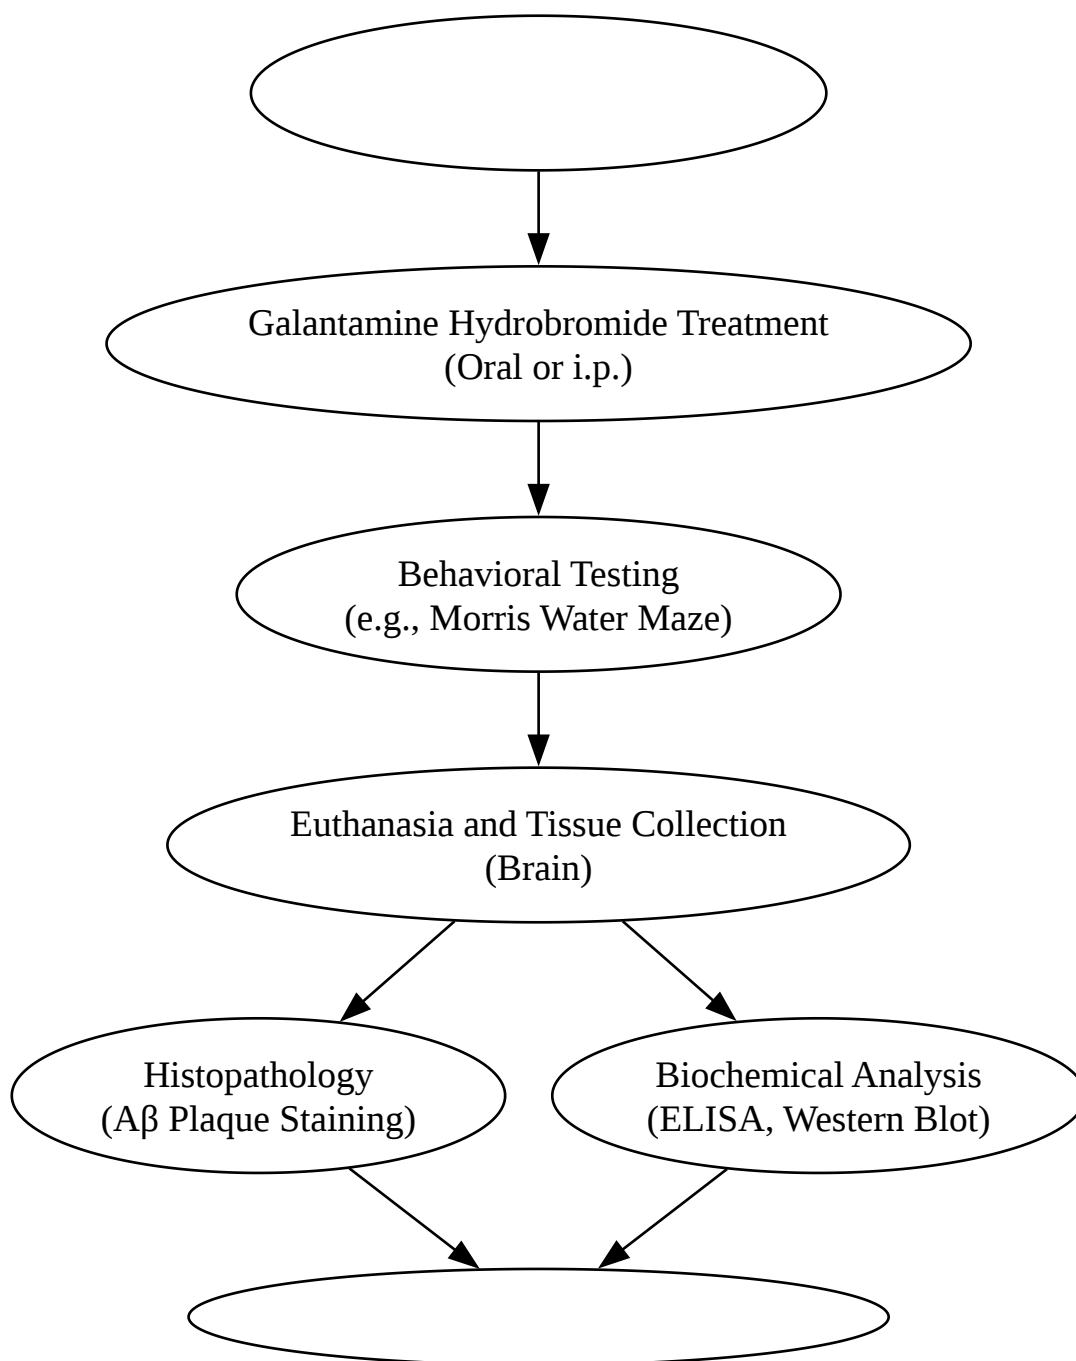 Galantamine Hydrobromide Treatment
(Oral or i.p.)
Behavioral Testing
(e.g., Morris Water Maze)
Euthanasia and Tissue Collection
(Brain)
Histopathology
(Aβ Plaque Staining)
Biochemical Analysis
(ELISA, Western Blot)